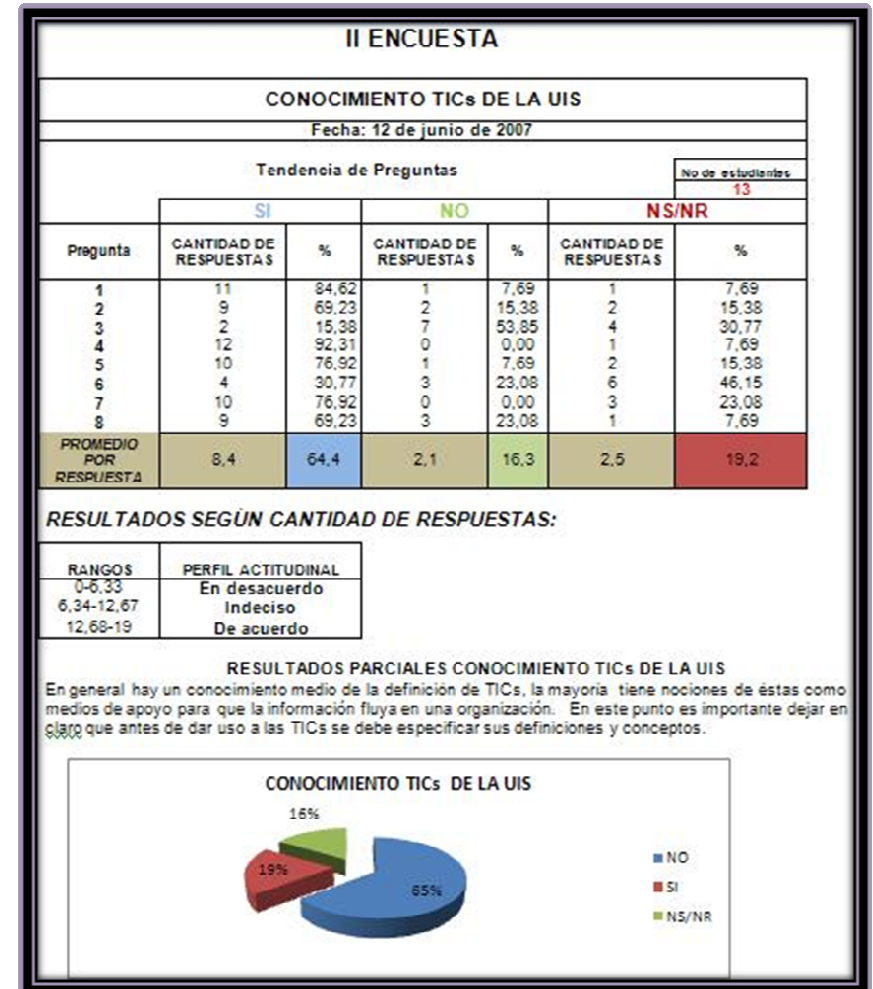 II ENCUESTA
CONOCIMIENTO TICs DE LA UIS
Fecha: 12 de junio de 2007
Tendencia de Preguntas
No de estudiantes
13
SI NO NS/NR
Pregunta CANTIDAD DE RESPUESTAS % CANTIDAD DE RESPUESTAS % CANTIDAD DE RESPUESTAS %
1 11 84,62 1 7,69 1 7,69
2 9 69,23 2 15,38 2 15,38
3 2 15,38 7 53,85 4 30,77
4 12 92,31 0 0,00 1 7,69
5 10 76,92 1 7,69 2 15,38
6 4 30,77 3 23,08 6 46,15
7 10 76,92 0 0,00 3 23,08
8 9 69,23 3 23,08 1 7,69
PROMEDIO POR RESPUESTA 8,4 64,4 2,1 16,3 2,5 19,2
RESULTADOS SEGÚN CANTIDAD DE RESPUESTAS:
RANGOS PERFIL ACTITUDINAL
0-6,33 En desacuerdo
6,34-12,67 Indeciso
12,68-19 De acuerdo
RESULTADOS PARCIALES CONOCIMIENTO TICs DE LA UIS
En general hay un conocimiento medio de la definición de TICs, la mayoría tiene nociones de éstas como
medios de apoyo para que la información fluya en una organización. En este punto es importante dejar en
claro que antes de dar uso a las TICs se debe especificar sus definiciones y conceptos.
CONOCIMIENTO TICs DE LA UIS
16%
19%
65%
NO
SI
NS/NR